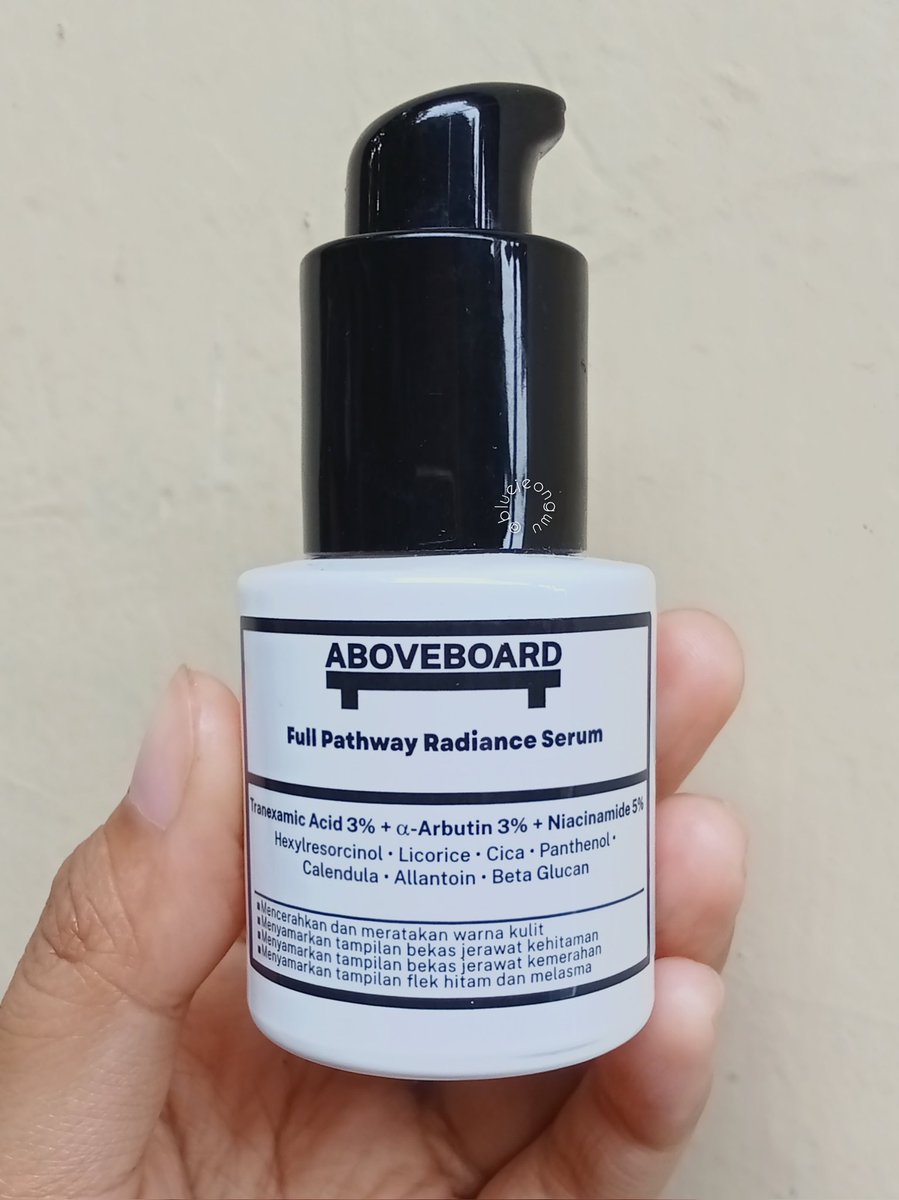 @bluejeongwu
ABOVEBOARD
Full Pathway Radiance Serum
Tranexamic Acid 3% + α-Arbutin 3% + Niacinamide 5%
Hexylresorcinol • Licorice • Cica • Panthenol •
Calendula • Allantoin • Beta Glucan
▪Mencerahkan dan meratakan warna kulit
▪Menyamarkan tampilan bekas jerawat kehitaman
▪Menyamarkan tampilan bekas jerawat kemerahan
▪Menyamarkan tampilan flek hitam dan melasma